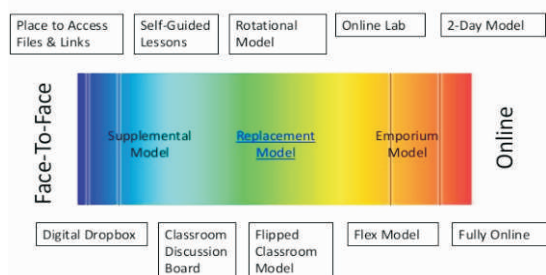 Place to Access
Files & Links
Self-Guided
Lessons
Rotational
Model
Online Lab
2-Day Model
Face-To-Face
Supplemental
Model
Replacement
Model
Emporium
Model
Online
Digital Dropbox
Classroom
Discussion
Board
Flipped
Classroom
Model
Flex Model
Fully Online